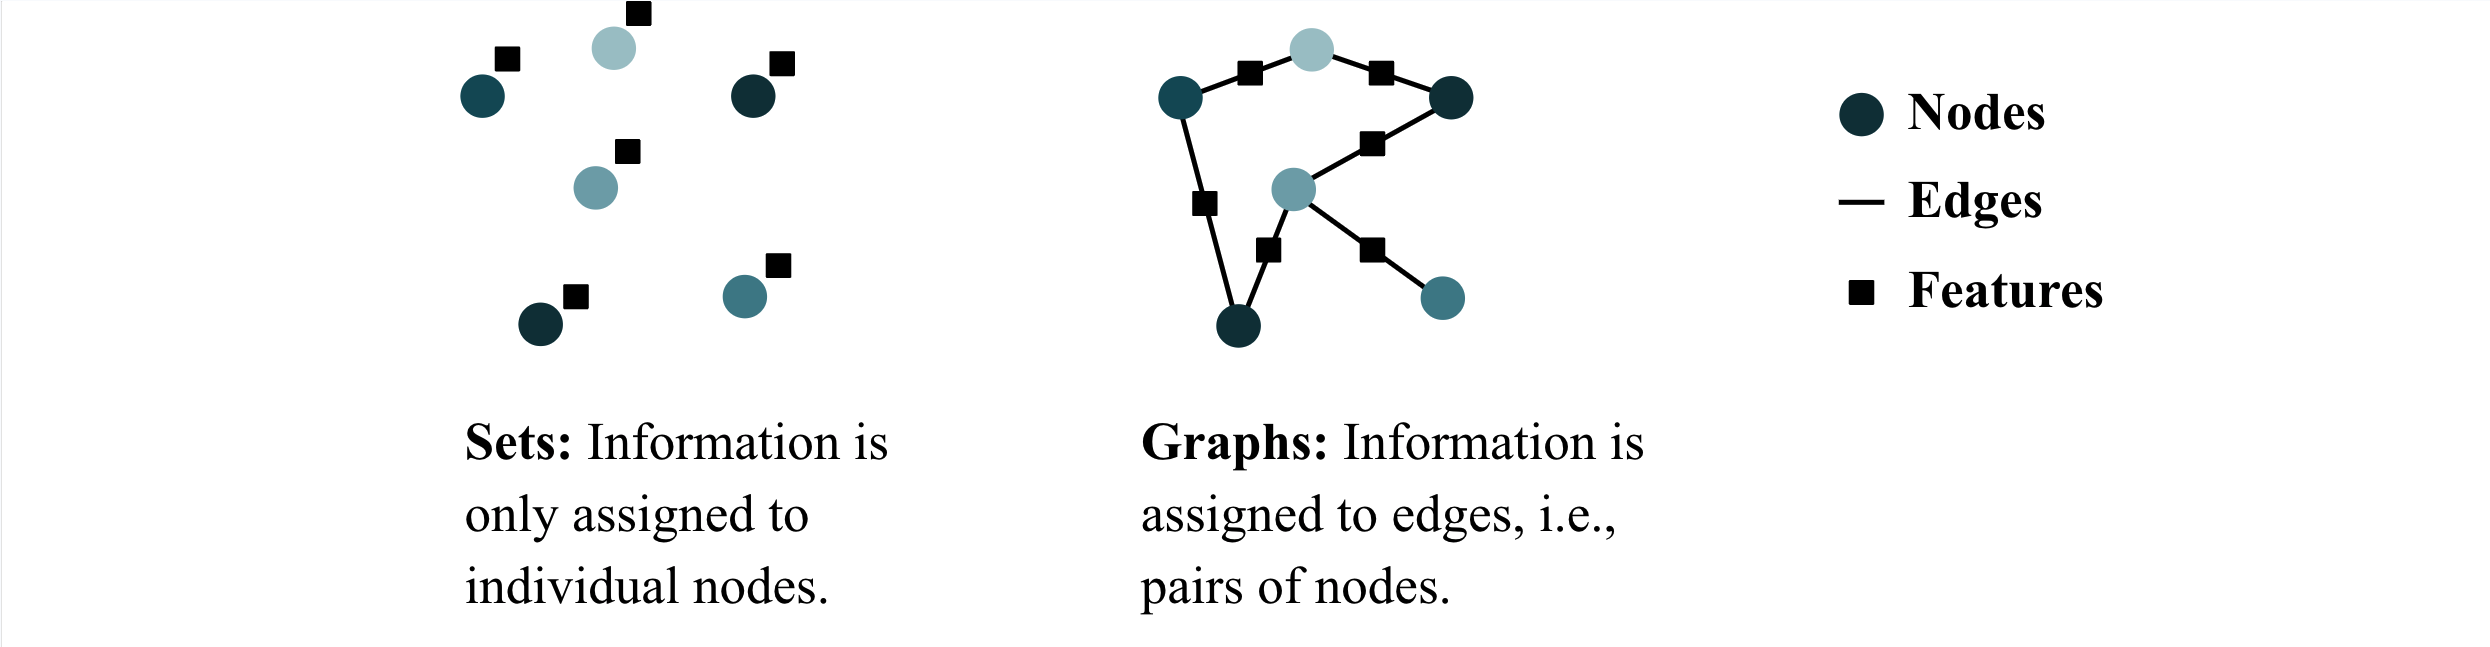 Nodes
Edges
Features
Sets: Information is
only assigned to
individual nodes.
Graphs: Information is
assigned to edges, i.e.,
pairs of nodes.